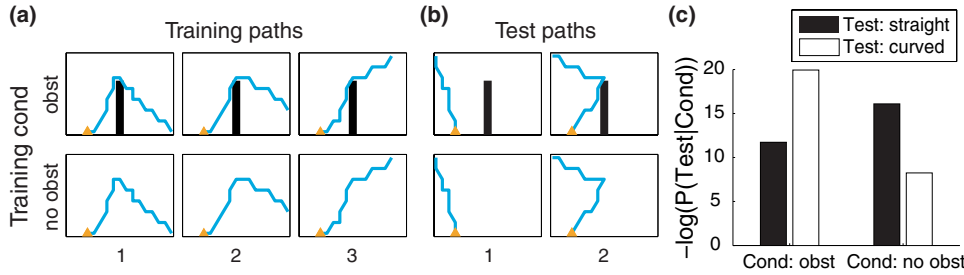 (a)
Training paths
Training cond
obst
no obst
1
2
3
(b)
Test paths
1
2
(c)
Test: straight
Test: curved
−log(P(Test|Cond))
20
15
10
5
0
Cond: obst
Cond: no obst